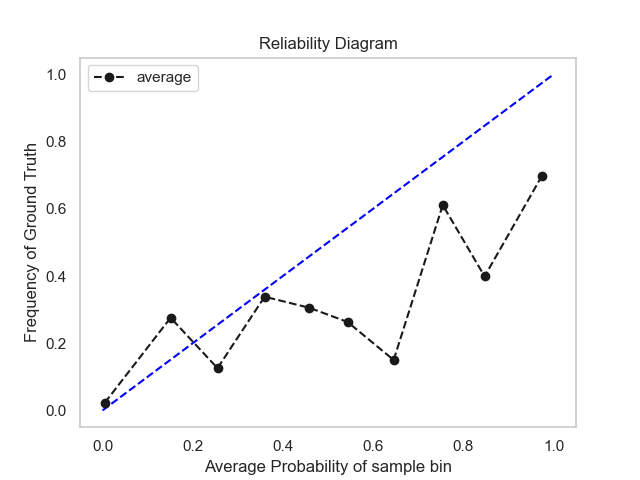 Reliability Diagram
average
Frequency of Ground Truth
1.0
0.8
0.6
0.4
0.2
0.0
0.0 0.2 0.4 0.6 0.8 1.0
Average Probability of sample bin